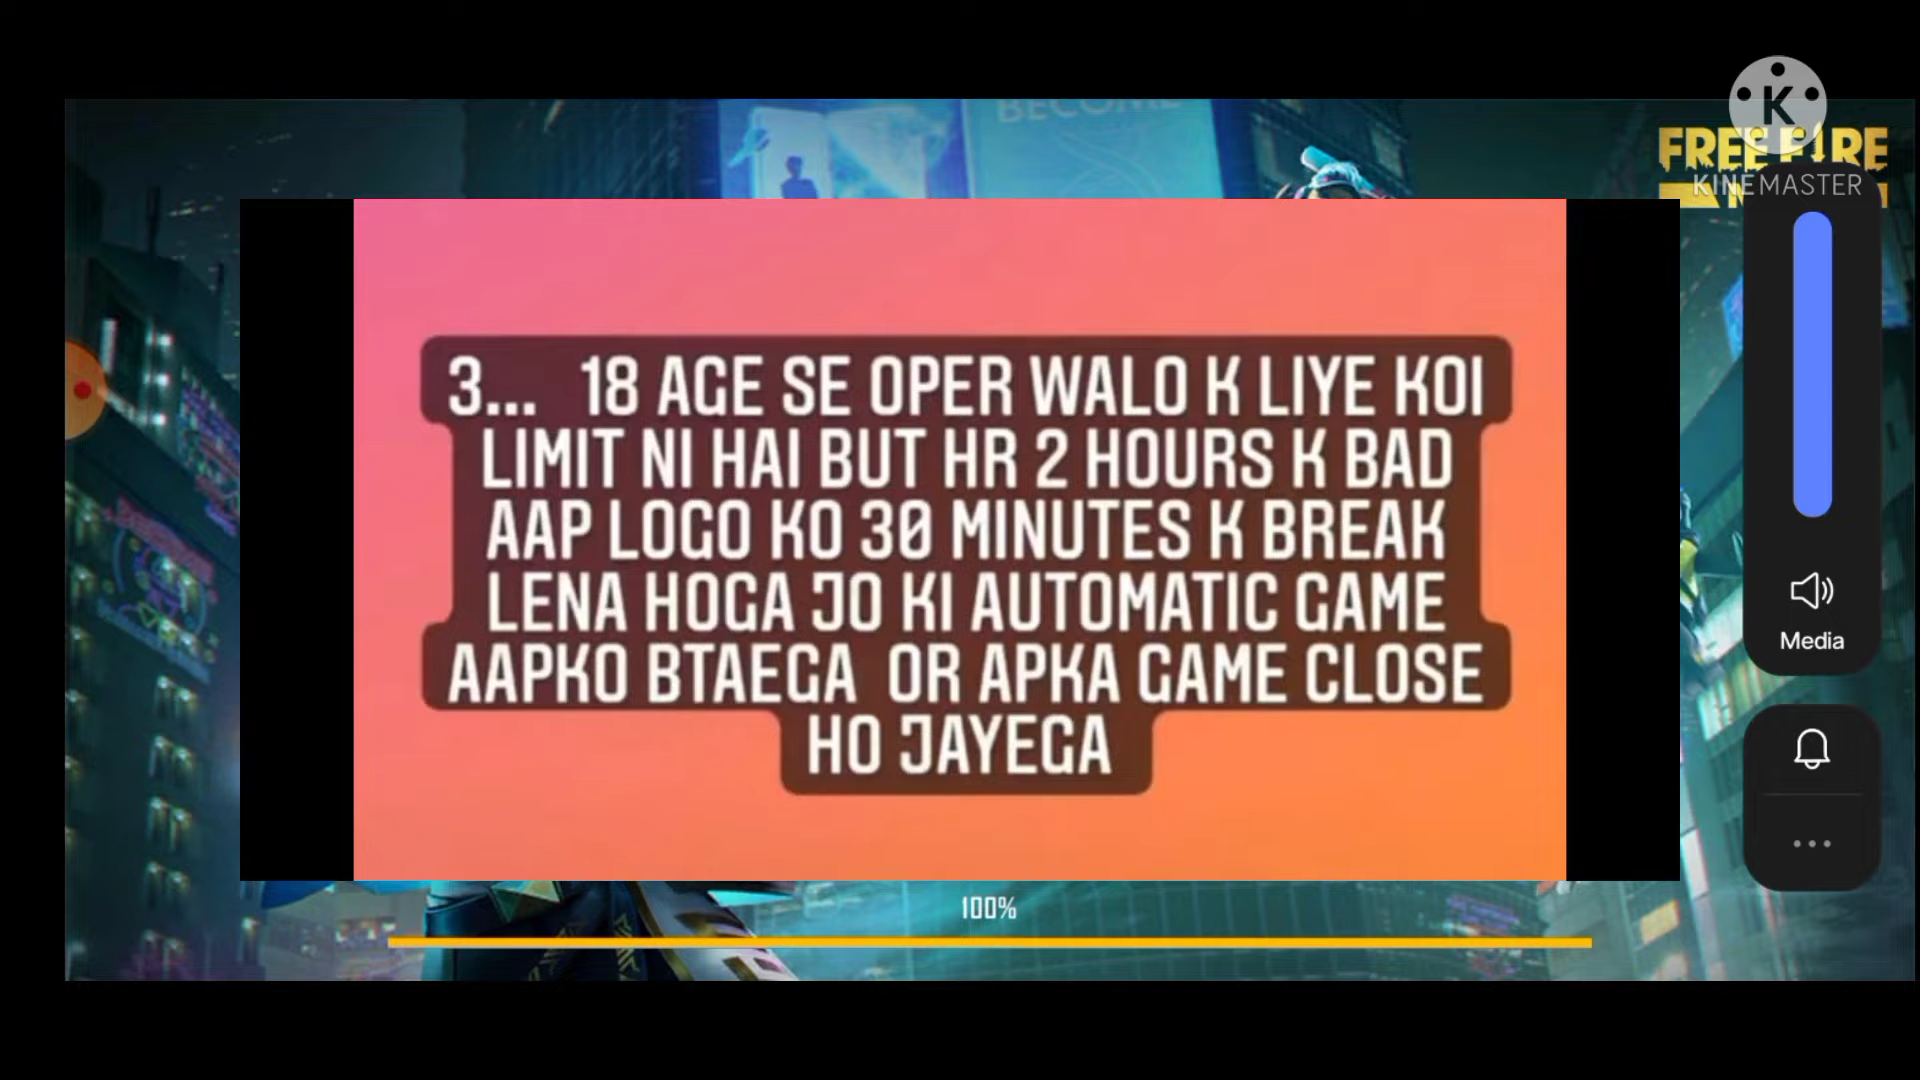 BECOME
FREE FIRE
KINEMASTER
3... 18 AGE SE OPER WALO K LIYE KOI
LIMIT NI HAI BUT HR 2 HOURS K BAD
AAP LOGO KO 30 MINUTES K BREAK
LENA HOGA JO KI AUTOMATIC GAME
AAPKO BTAEGA OR APKA GAME CLOSE
HO JAYEGA
Media
100%